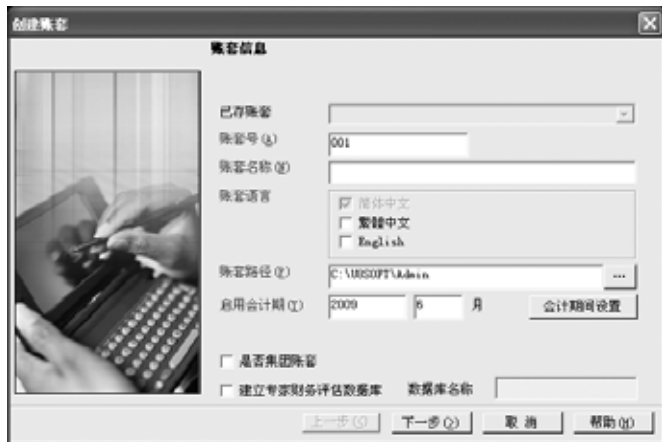 创建账套
账套信息
已存账套
账套号(A) 001
账套名称(N)
账套语言
简体中文
繁體中文
English
账套路径(P) C:\U8SOFT\Admin ...
启用会计期(Y) 2009 6 月 会计期间设置
是否集团账套
建立专家财务评估数据库 数据库名称
上一步(<) 下一步(>) 取消 帮助(H)